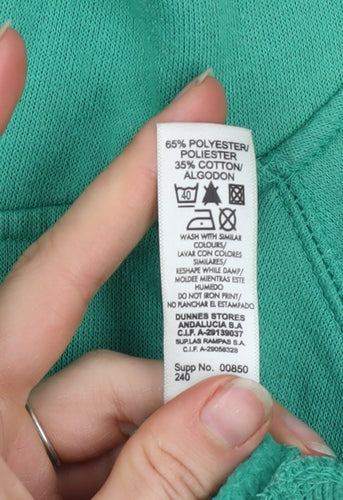 65% POLYESTER/
POLIESTER
35% COTTON/
ALGODON
40
WASH WITH SIMILAR
COLOURS/
LAVAR CON COLORES
SIMILARES/
RESHAPE WHILE DAMP/
MOLDEE MIENTRAS ESTE
HUMEDO
DO NOT IRON PRINT/
NO PLANCHAR EL ESTAMPADO
DUNNES STORES
ANDALUCIA S.A
C.I.F. A-29139037
SUP.LAS RAMPAS S.A.
C.I.F. A-29058328
Supp No. 00850
240